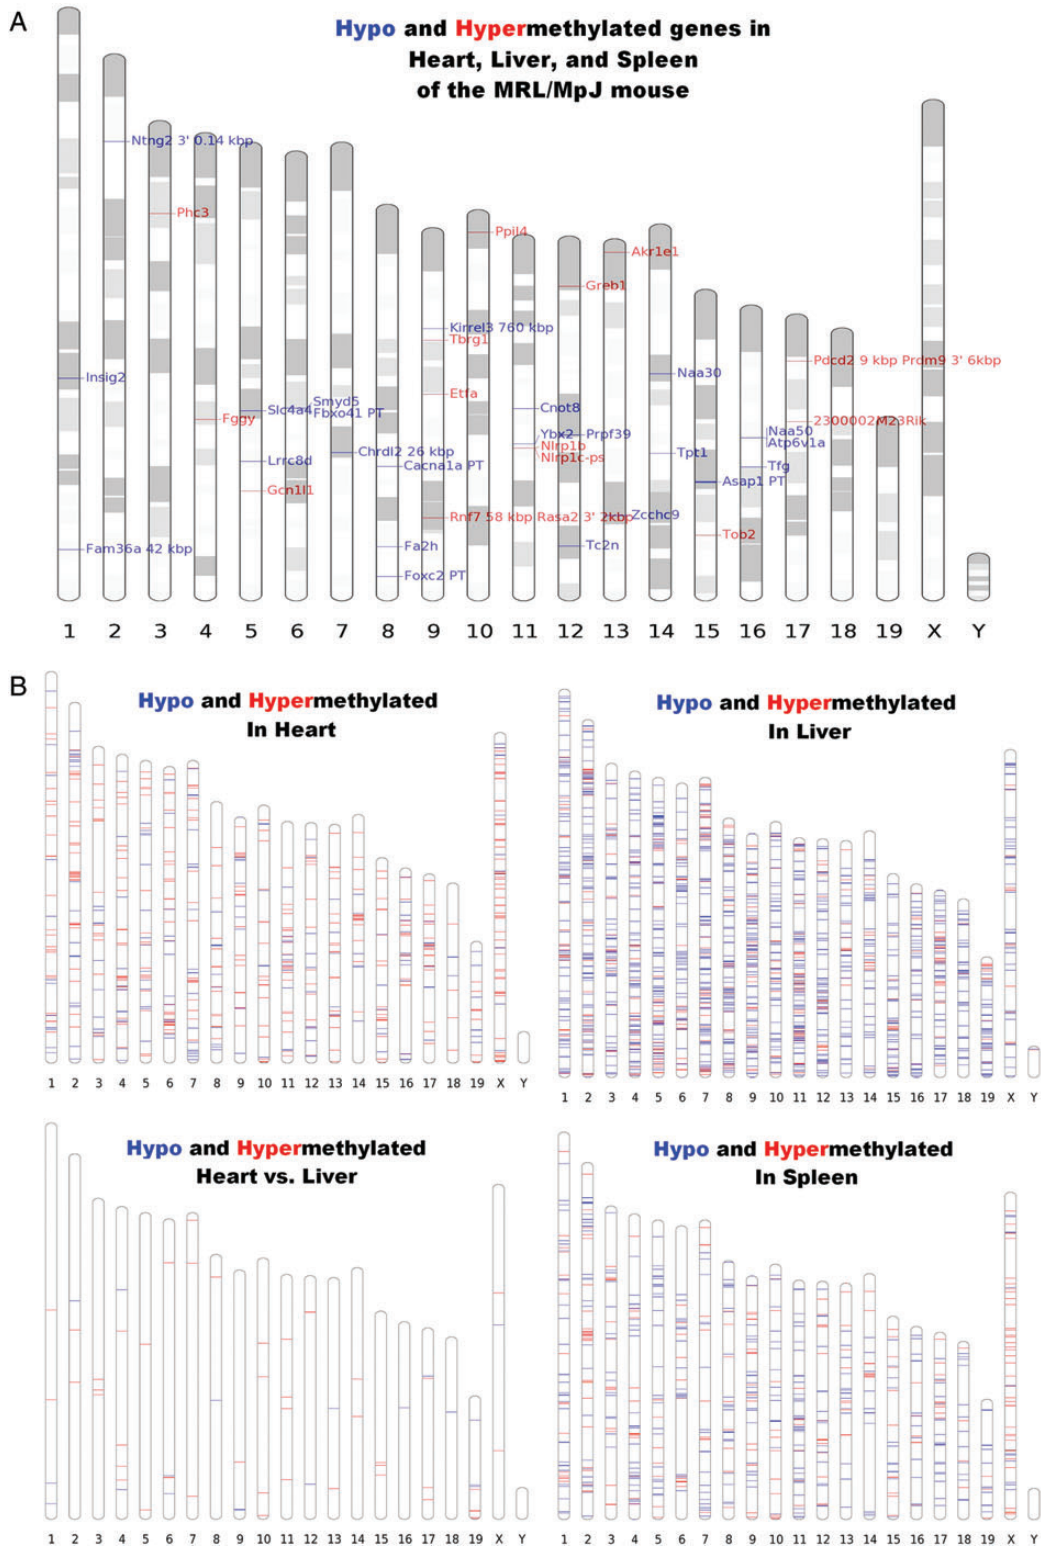 A
Hypo and Hypermethylated genes in
Heart, Liver, and Spleen
of the MRL/MpJ mouse
Ntng2 3' 0.14 kbp
Phc3
Ppil4
Akr1e1
Greb1
Kirrel3 760 kbp
Tbrg1
Pdcd2 9 kbp Prdm9 3' 6kbp
Insig2
Naa30
Etfa
Smyd5
Slc4a4
Fbxo41 PT
Cnot8
Fggy
2300002M23Rik
Ybx2
Prpf39
Naa50
Atp6v1a
Nlrp1b
Chrdl2 26 kbp
Nlrp1c-ps
Tpt1
Lrrc8d
Cacna1a PT
Tfg
Asap1 PT
Gcn1l1
Rnf7 58 kbp Rasa2 3' 2kbp
Zcchc9
Tob2
Fam36a 42 kbp
Fa2h
Tc2n
Foxc2 PT
1 2 3 4 5 6 7 8 9 10 11 12 13 14 15 16 17 18 19 X Y
B
Hypo and Hypermethylated
In Heart
1 2 3 4 5 6 7 8 9 10 11 12 13 14 15 16 17 18 19 X Y
Hypo and Hypermethylated
In Liver
1 2 3 4 5 6 7 8 9 10 11 12 13 14 15 16 17 18 19 X Y
Hypo and Hypermethylated
Heart vs. Liver
1 2 3 4 5 6 7 8 9 10 11 12 13 14 15 16 17 18 19 X Y
Hypo and Hypermethylated
In Spleen
1 2 3 4 5 6 7 8 9 10 11 12 13 14 15 16 17 18 19 X Y